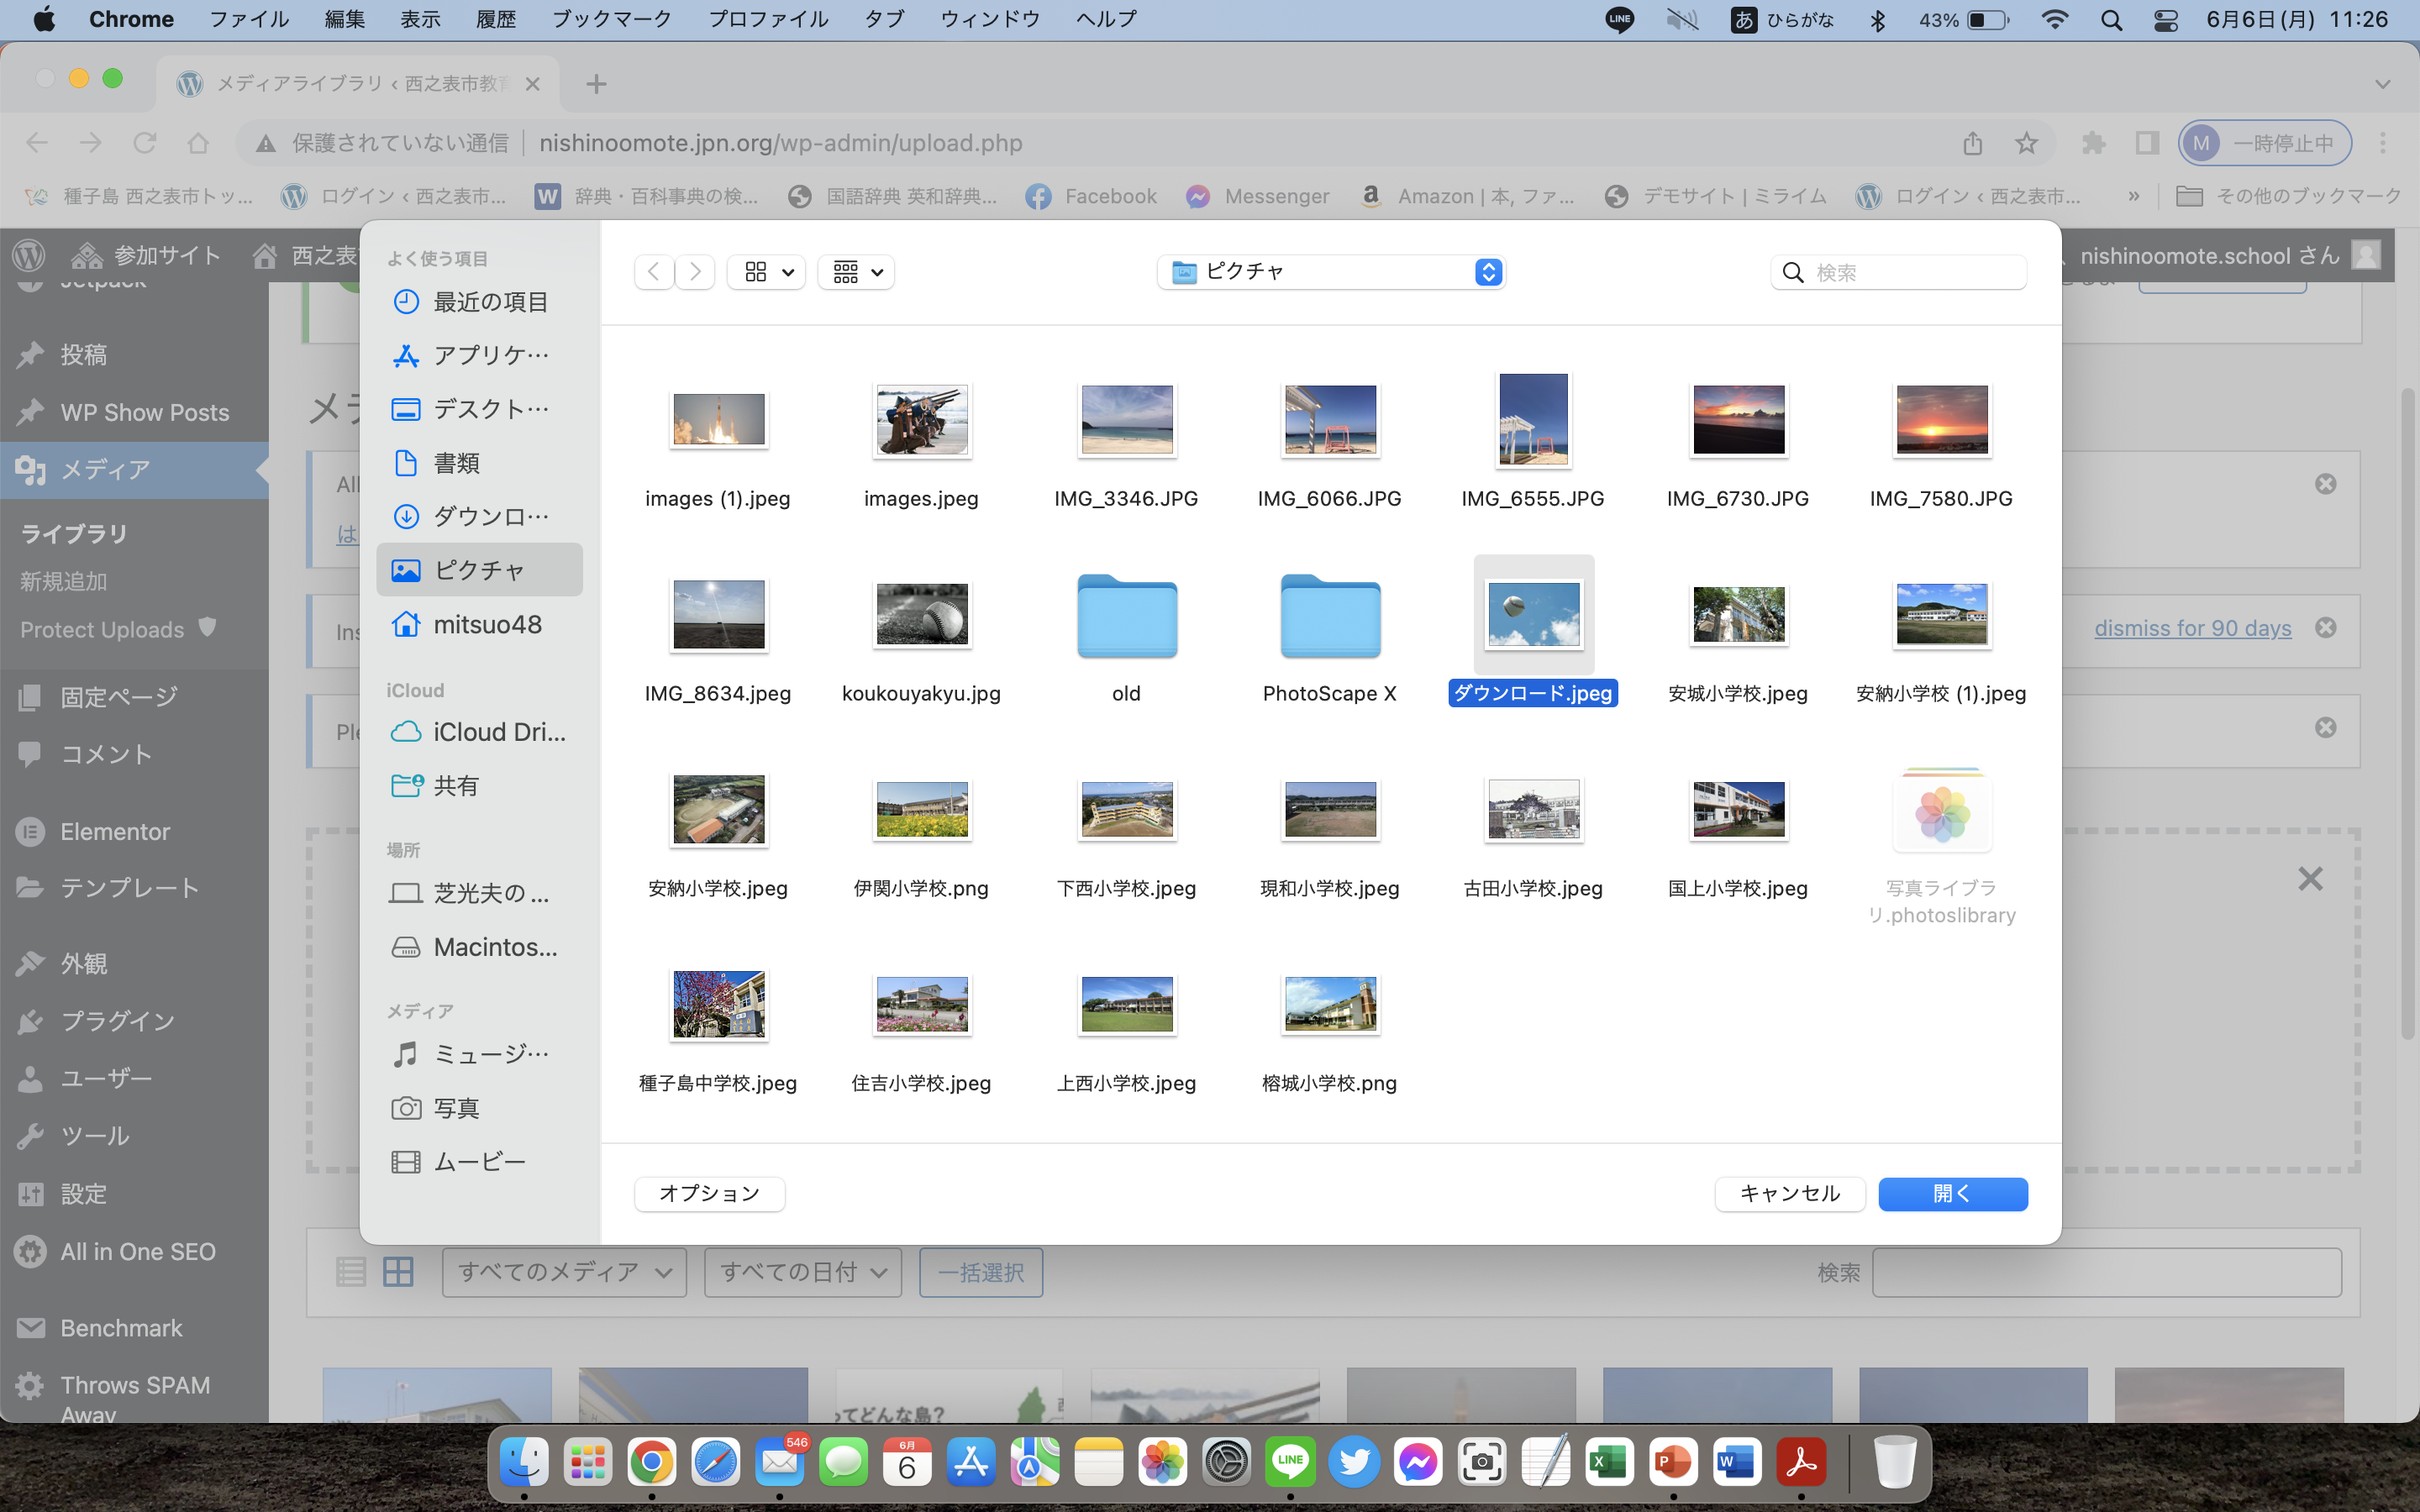 Chrome ファイル 編集 表示 履歴 ブックマーク プロファイル タブ ウィンドウ ヘルプ
LINE あ ひらがな 43% 6月6日(月) 11:26
メディアライブラリ ‹ 西之表市教育
保護されていない通信 nishinoomote.jpn.org/wp-admin/upload.php
M 一時停止中
種子島 西之表市トッ...
ログイン ‹ 西之表市...
W 辞典・百科事典の検...
国語辞典 英和辞典...
Facebook
Messenger
Amazon | 本, ファ...
デモサイト | ミライム
ログイン ‹ 西之表市...
» その他のブックマーク
参加サイト
西之表
nishinoomote.school さん
Jetpack
投稿
WP Show Posts
メディア
ライブラリ
新規追加
Protect Uploads
固定ページ
コメント
Elementor
テンプレート
外観
プラグイン
ユーザー
ツール
設定
All in One SEO
Benchmark
Throws SPAM
Away
All
は
Ins
dismiss for 90 days
Ple
よく使う項目
最近の項目
アプリケ…
デスクト…
書類
ダウンロ…
ピクチャ
mitsuo48
iCloud
iCloud Dri...
共有
場所
芝光夫の ...
Macintos...
メディア
ミュージ…
写真
ムービー
ピクチャ
検索
images (1).jpeg
images.jpeg
IMG_3346.JPG
IMG_6066.JPG
IMG_6555.JPG
IMG_6730.JPG
IMG_7580.JPG
IMG_8634.jpeg
koukouyakyu.jpg
old
PhotoScape X
ダウンロード.jpeg
安城小学校.jpeg
安納小学校 (1).jpeg
安納小学校.jpeg
伊関小学校.png
下西小学校.jpeg
現和小学校.jpeg
古田小学校.jpeg
国上小学校.jpeg
写真ライブラ
リ.photoslibrary
種子島中学校.jpeg
住吉小学校.jpeg
上西小学校.jpeg
榕城小学校.png
オプション
キャンセル
開く
すべてのメディア
すべての日付
一括選択
検索
ってどんな島?
546
6月
6
LINE
X
P
W